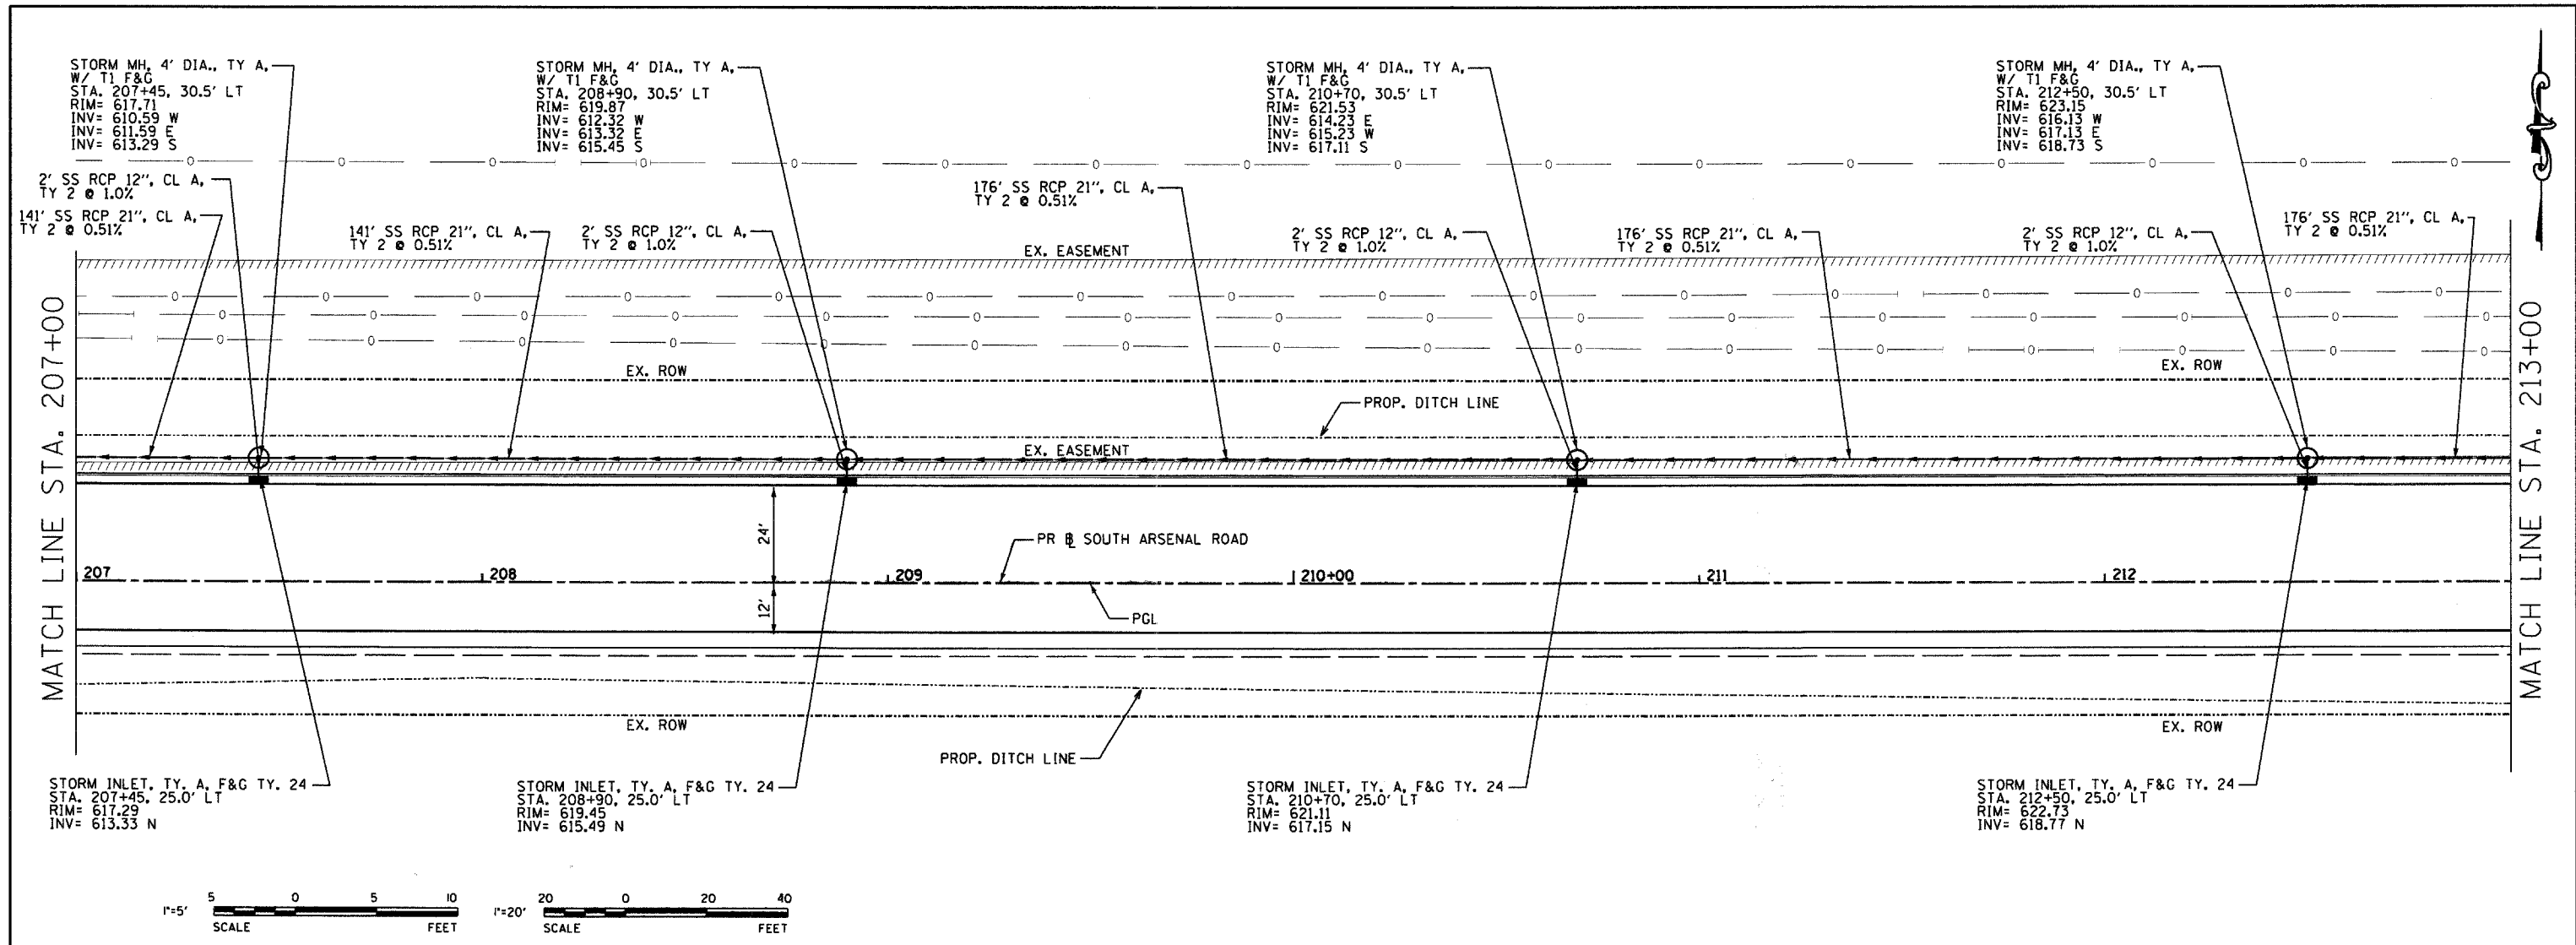 STORM MH, 4' DIA., TY A,
W/ T1 F&G
STA. 207+45, 30.5' LT
RIM= 617.71
INV= 610.59 W
INV= 611.59 E
INV= 613.29 S
STORM MH, 4' DIA., TY A,
W/ T1 F&G
STA. 208+90, 30.5' LT
RIM= 619.87
INV= 612.32 W
INV= 613.32 E
INV= 615.45 S
STORM MH, 4' DIA., TY A,
W/ T1 F&G
STA. 210+70, 30.5' LT
RIM= 621.53
INV= 614.23 E
INV= 615.23 W
INV= 617.11 S
STORM MH, 4' DIA., TY A,
W/ T1 F&G
STA. 212+50, 30.5' LT
RIM= 623.15
INV= 616.13 W
INV= 617.13 E
INV= 618.73 S
2' SS RCP 12", CL A,
TY 2 @ 1.0%
141' SS RCP 21", CL A,
TY 2 @ 0.51%
141' SS RCP 21", CL A,
TY 2 @ 0.51%
2' SS RCP 12", CL A,
TY 2 @ 1.0%
176' SS RCP 21", CL A,
TY 2 @ 0.51%
2' SS RCP 12", CL A,
TY 2 @ 1.0%
176' SS RCP 21", CL A,
TY 2 @ 0.51%
2' SS RCP 12", CL A,
TY 2 @ 1.0%
176' SS RCP 21", CL A,
TY 2 @ 0.51%
EX. EASEMENT
EX. ROW
EX. ROW
PROP. DITCH LINE
EX. EASEMENT
MATCH LINE STA. 207+00
MATCH LINE STA. 213+00
24'
PR BL SOUTH ARSENAL ROAD
207
208
209
210+00
211
212
12'
PGL
EX. ROW
EX. ROW
PROP. DITCH LINE
STORM INLET, TY. A, F&G TY. 24
STA. 207+45, 25.0' LT
RIM= 617.29
INV= 613.33 N
STORM INLET, TY. A, F&G TY. 24
STA. 208+90, 25.0' LT
RIM= 619.45
INV= 615.49 N
STORM INLET, TY. A, F&G TY. 24
STA. 210+70, 25.0' LT
RIM= 621.11
INV= 617.15 N
STORM INLET, TY. A, F&G TY. 24
STA. 212+50, 25.0' LT
RIM= 622.73
INV= 618.77 N
1"=5'
5 0 5 10
SCALE FEET
1"=20'
20 0 20 40
SCALE FEET